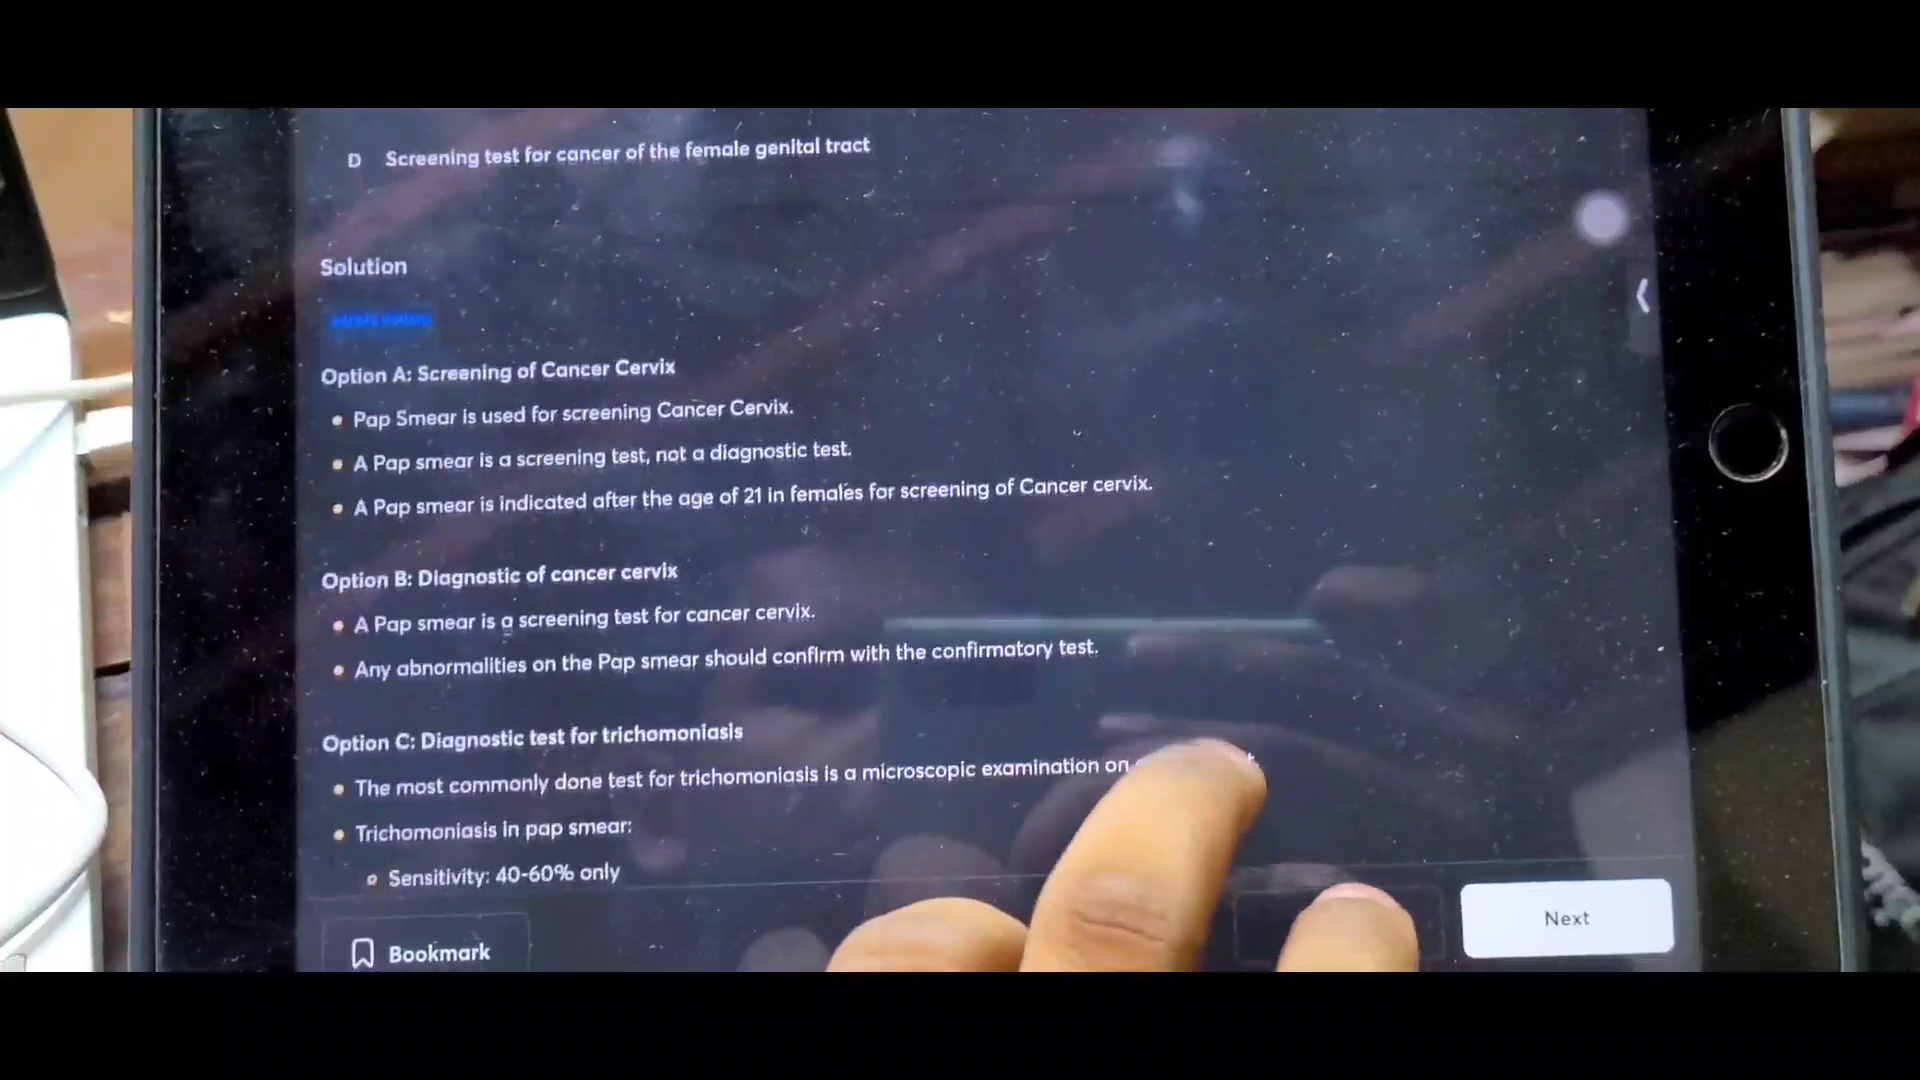 D Screening test for cancer of the female genital tract
Solution
Option A: Screening of Cancer Cervix
• Pap Smear is used for screening Cancer Cervix.
• A Pap smear is a screening test, not a diagnostic test.
• A Pap smear is indicated after the age of 21 in females for screening of Cancer cervix.
Option B: Diagnostic of cancer cervix
• A Pap smear is a screening test for cancer cervix.
• Any abnormalities on the Pap smear should confirm with the confirmatory test.
Option C: Diagnostic test for trichomoniasis
• The most commonly done test for trichomoniasis is a microscopic examination on
• Trichomoniasis in pap smear:
Sensitivity: 40-60% only
Bookmark
Next